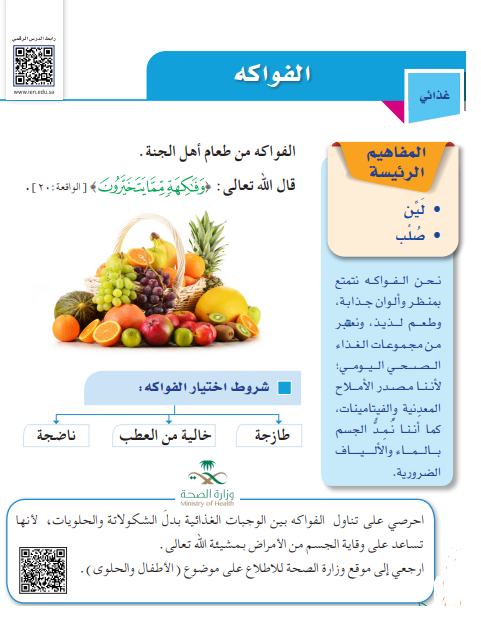 رابط الدرس الرقمي
www.ien.edu.sa
الفواكه
غذائي
الفواكه من طعام أهل الجنة.
قال الله تعالى: ﴿وَفَٰكِهَةٍ مِّمَّا يَتَخَيَّرُونَ﴾ [الواقعة:٢٠].
المفاهيم
الرئيسة
• لَيِّن
• صُلْب
نحن الفواكه نتمتع
بمنظر وألوان جذابة،
وطعم لذيذ، ونعتبر
من مجموعات الغذاء
الصحي اليومي؛
لأننا مصدر الأملاح
المعدنية والفيتامينات،
كما أننا نُمِدُّ الجسم
بالماء والألياف
الضرورية.
شروط اختيار الفواكه:
طازجة
خالية من العطب
ناضجة
وزارة الصحة
Ministry of Health
احرصي على تناول الفواكه بين الوجبات الغذائية بدلَ الشكولاتة والحلويات، لأنها
تساعد على وقاية الجسم من الأمراض بمشيئة الله تعالى.
ارجعي إلى موقع وزارة الصحة للاطلاع على موضوع (الأطفال والحلوى).